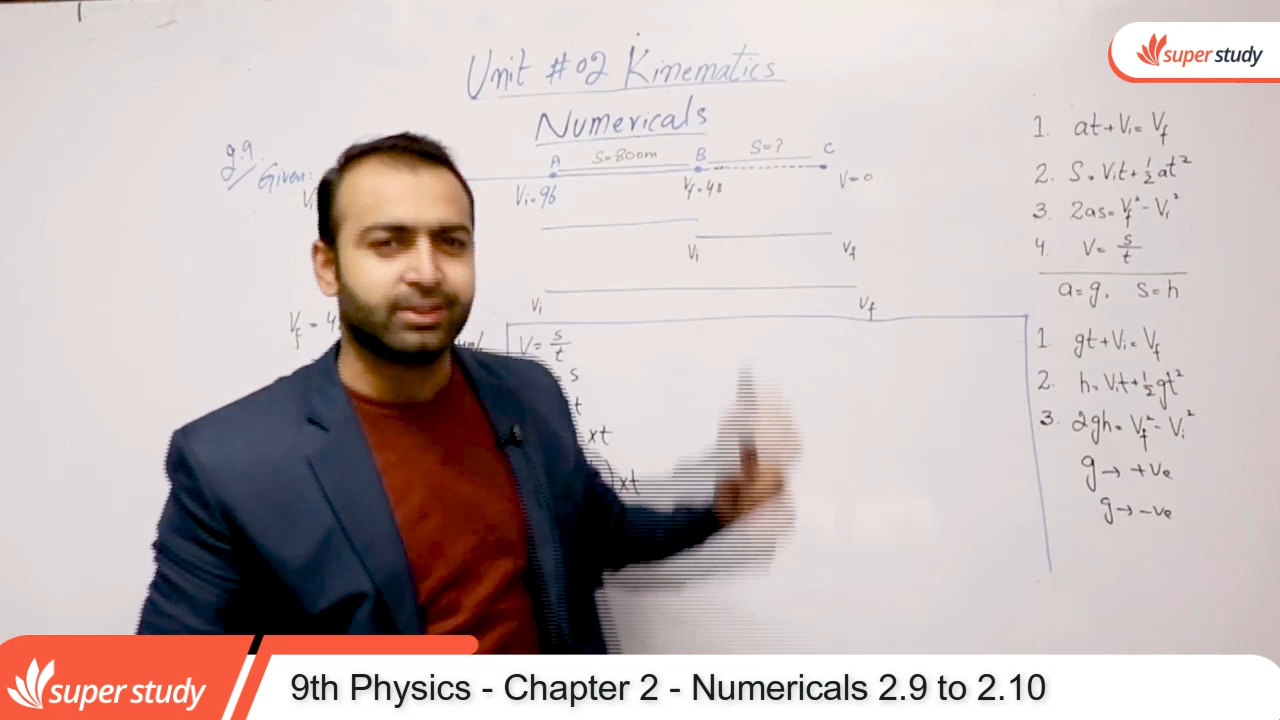 super study
Unit #02 Kinematics
Numericals
g.9
Given:
A S=800m B S=? C
Vi=96 Vf=48 V=0
Vi Vf
Vi Vf
Vf = 4
V = s/t
s
t
xt
)xt
1. at+Vi=Vf
2. S=Vit+½at²
3. 2as=Vf²-Vi²
4. V=s/t
a=g, s=h
1. gt+Vi=Vf
2. h=Vit+½gt²
3. 2gh=Vf²-Vi²
g→+ve
g→-ve
super study
9th Physics - Chapter 2 - Numericals 2.9 to 2.10